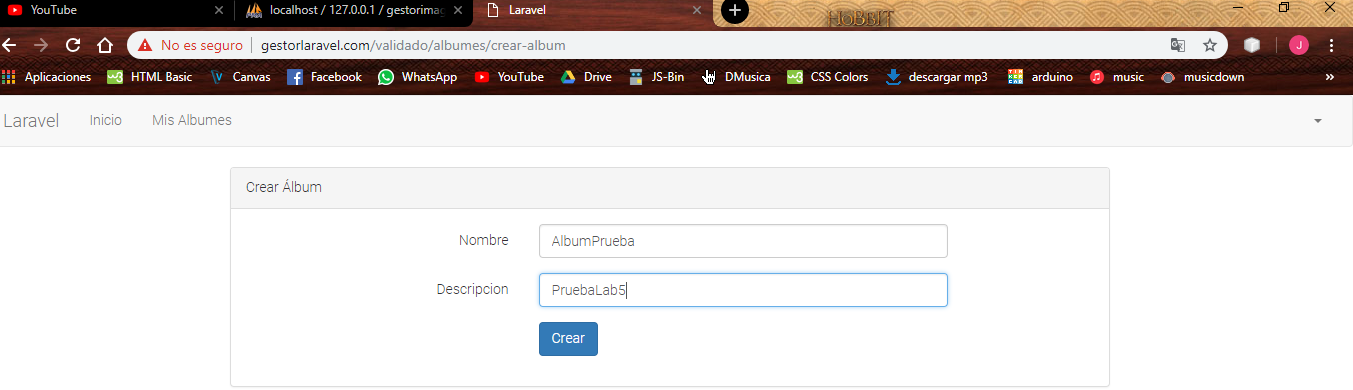 YouTube localhost / 127.0.0.1 / gestorimag Laravel HOBBIT
No es seguro gestorlaravel.com/validado/albumes/crear-album J
Aplicaciones HTML Basic Canvas Facebook WhatsApp YouTube Drive JS-Bin DMusica CSS Colors descargar mp3 arduino music musicdown »
Laravel Inicio Mis Albumes
Crear Álbum
Nombre AlbumPrueba
Descripcion PruebaLab5
Crear